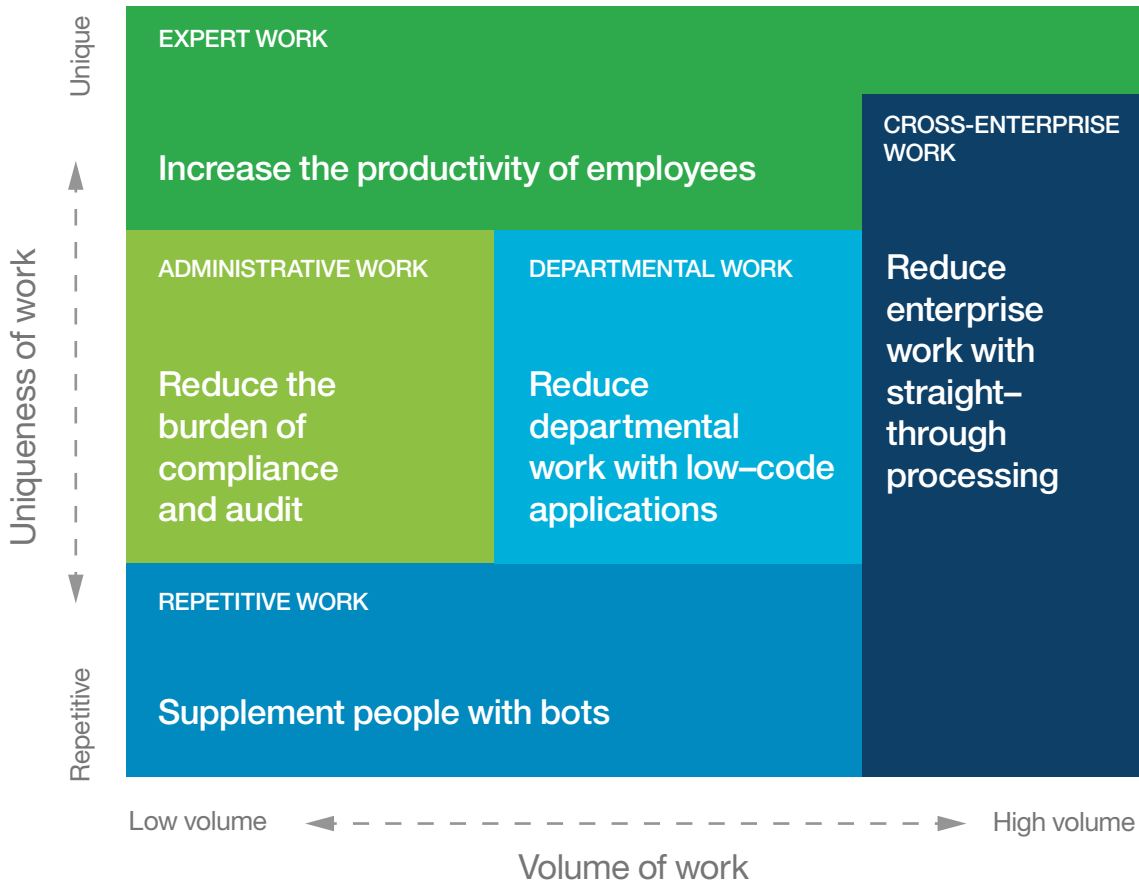 Unique
Uniqueness of work
Repetitive
EXPERT WORK
Increase the productivity of employees
CROSS-ENTERPRISE
WORK
Reduce
enterprise
work with
straight–
through
processing
ADMINISTRATIVE WORK
Reduce the
burden of
compliance
and audit
DEPARTMENTAL WORK
Reduce
departmental
work with low–code
applications
REPETITIVE WORK
Supplement people with bots
Low volume
High volume
Volume of work